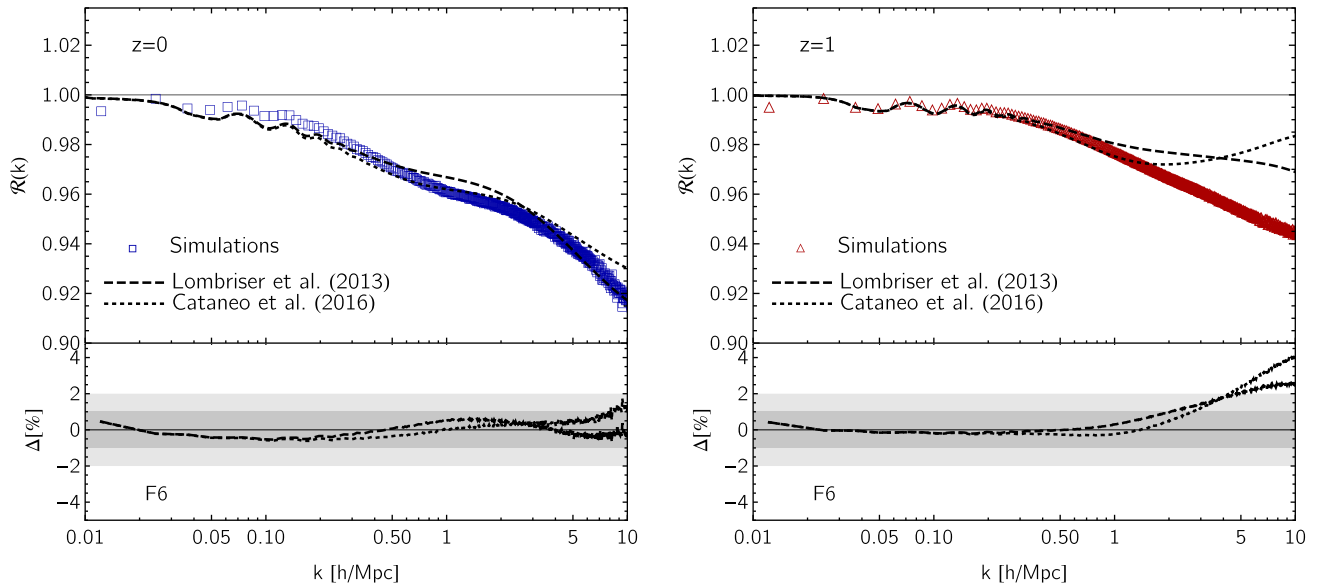 z=0
1.02
1.00
0.98
0.96
0.94
0.92
0.90
ℛ(k)
Simulations
Lombriser et al. (2013)
Cataneo et al. (2016)
4
2
0
−2
−4
Δ[%]
F6
0.01 0.05 0.10 0.50 1 5 10
k [h/Mpc]
z=1
1.02
1.00
0.98
0.96
0.94
0.92
0.90
ℛ(k)
Simulations
Lombriser et al. (2013)
Cataneo et al. (2016)
4
2
0
−2
−4
Δ[%]
F6
0.01 0.05 0.10 0.50 1 5 10
k [h/Mpc]